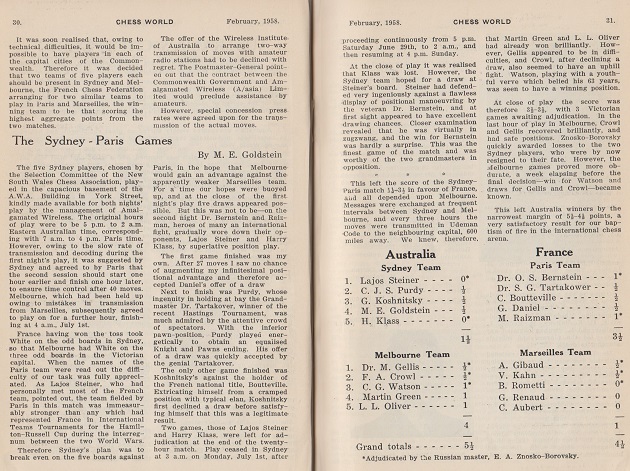 30.
CHESS WORLD
February, 1958.
It was soon realised that, owing to
technical difficulties, it would be im-
possible to have players in each of
the capital cities of the Common-
wealth. Therefore it was decided
that two teams of five players each
should be present in Sydney and Mel-
bourne, the French Chess Federation
arranging for two similar teams to
play in Paris and Marseilles, the win-
ning team to be that scoring the
highest aggregate points from the
two matches.
The offer of the Wireless Institute
of Australia to arrange two-way
transmission of moves with amateur
radio stations had to be declined with
regret. The Postmaster-General point-
ed out that the contract between the
Commonwealth Government and Am-
algamated Wireless (A/asia) Lim-
ited would preclude assistance by
amateurs.
However, special concession press
rates were agreed upon for the trans-
mission of the actual moves.
The Sydney - Paris Games
By M. E. Goldstein
The five Sydney players, chosen by
the Selection Committee of the New
South Wales Chess Association, play-
ed in the capacious basement of the
A.W.A. Building in York Street,
kindly made available for both nights'
play by the management of Amal-
gamated Wireless. The original hours
of play were to be 5 p.m. to 2 a.m.
Eastern Australian time, correspond-
ing with 7 a.m. to 4 p.m. Paris time.
However, owing to the slow rate of
transmission and decoding during the
first night's play, it was suggested by
Sydney and agreed to by Paris that
the second session should start one
hour earlier and finish one hour later,
to ensure time control after 40 moves.
Melbourne, which had been held up
owing to mistakes in transmission
from Marseilles, subsequently agreed
to play on for a further hour, finish-
ing at 4 a.m., July 1st.
France having won the toss took
White on the odd boards in Sydney,
so that Melbourne had White on the
three odd boards in the Victorian
capital. When the names of the
Paris team were read out the diffi-
culty of our task was fully appreci-
ated. As Lajos Steiner, who had
personally met most of the French
team, pointed out, the team fielded by
Paris in this match was immeasur-
ably stronger than any which had
represented France in International
Teams Tournaments for the Hamil-
ton-Russell Cup during the interreg-
num between the two World Wars.
Therefore Sydney's plan was to
break even on the five boards against
Paris, in the hope that Melbourne
would gain an advantage against the
apparently weaker Marseilles team.
For a time our hopes were buoyed
up, and at the close of the first
night's play five draws appeared pos-
sible. But this was not to be—on the
second night Dr. Bernstein and Raiz-
man, heroes of many an international
fight, gradually wore down their op-
ponents, Lajos Steiner and Harry
Klass, by superlative position play.
The first game finished was my
own. After 27 moves I saw no chance
of augmenting my infinitesimal posi-
tional advantage and therefore ac-
cepted Daniel's offer of a draw.
Next to finish was Purdy, whose
ingenuity in holding at bay the Grand-
master Dr. Tartakower, winner of the
recent Hastings Tournament, was
much admired by the attentive crowd
of spectators. With the inferior
pawn-position, Purdy played ener-
getically to obtain an equalised
Knight and Pawns ending. His offer
of a draw was quickly accepted by
the genial Tartakower.
The only other game finished was
Koshnitsky's against the holder of
the French national title, Boutteville.
Extricating himself from a cramped
position with typical elan, Koshnitsky
first declined a draw before satisfy-
ing himself that this was a legitimate
result.
Two games, those of Lajos Steiner
and Harry Klass, were left for ad-
judication at the end of the twenty-
hour match. Play ceased in Sydney
at 3 a.m. on Monday, July 1st, after
February, 1958.
CHESS WORLD
21.
proceeding continuously from 5 p.m.
Saturday June 29th, to 2 a.m., and
then resuming at 4 p.m. Sunday.
At the close of play it was realised
that Klass was lost. However, the
Sydney team hoped for a draw at
Steiner's board. Steiner had defend-
ed very ingeniously against a flawless
display of positional manoeuvring by
the veteran Dr. Bernstein, and at
first sight appeared to have excellent
drawing chances. Closer examination
revealed that he was virtually in
zugzwang, and the win for Bernstein
was hardly a surprise. This was the
finest game of the match and was
worthy of the two grandmasters in
opposition.
* * *
This left the score of the Sydney-
Paris match 1½-3½ in favour of France,
and all depended upon Melbourne.
Messages were exchanged at frequent
intervals between Sydney and Mel-
bourne, and every three hours the
moves were transmitted in Udeman
Code to the neighbouring capital, 600
miles away. We knew, therefore,
that Martin Green and L. L. Oliver
had already won brilliantly. How-
ever, Gellis appeared to be in diffi-
culties, and Crowl, after declining a
draw, also seemed to have an uphill
fight. Watson, playing with a youth-
ful verve which belied his 63 years,
was seen to have a winning position.
At close of play the score was
therefore 3½-3½, with 3 Victorian
games awaiting adjudication. In the
last hour of play in Melbourne, Crowl
and Gellis recovered brilliantly, and
had safe positions. Znosko-Borovsky
quickly awarded losses to the two
Sydney players, who were by now
resigned to their fate. However, the
Melbourne games proved more ob-
durate, a week elapsing before the
final decision—win for Watson and
draws for Gellis and Crowl—became
known.
This left Australia winners by the
narrowest margin of 5½-4½ points, a
very satisfactory result for our bap-
tism of fire in the international chess
arena.
Australia
Sydney Team
1. Lajos Steiner - - - - - 0*
2. C. J. S. Purdy - - - - - ½
3. G. Koshnitsky - - - - ½
4. M. E. Goldstein - - - - ½
5. H. Klass - - - - - - 0*
1½
Melbourne Team
1. Dr. M. Gellis - - - - - ½*
2. F. A. Crowl - - - - - ½*
3. C. G. Watson - - - - - 1*
4. Martin Green - - - - 1
5. L. L. Oliver - - - - - 1
4
Grand totals - - - - - - 5½
France
Paris Team
Dr. O. S. Bernstein - - - 1*
Dr. S. G. Tartakower - - ½
C. Boutteville - - - - - ½
G. Daniel - - - - - - ½
M. Raizman - - - - - 1*
3½
Marseilles Team
A. Gibaud - - - - - - ½*
V. Kahn - - - - - - ½*
B. Rometti - - - - - 0*
G. Renaud - - - - - 0
C. Aubert - - - - - 0
1
4½
*Adjudicated by the Russian master, E. A. Znosko-Borovsky.